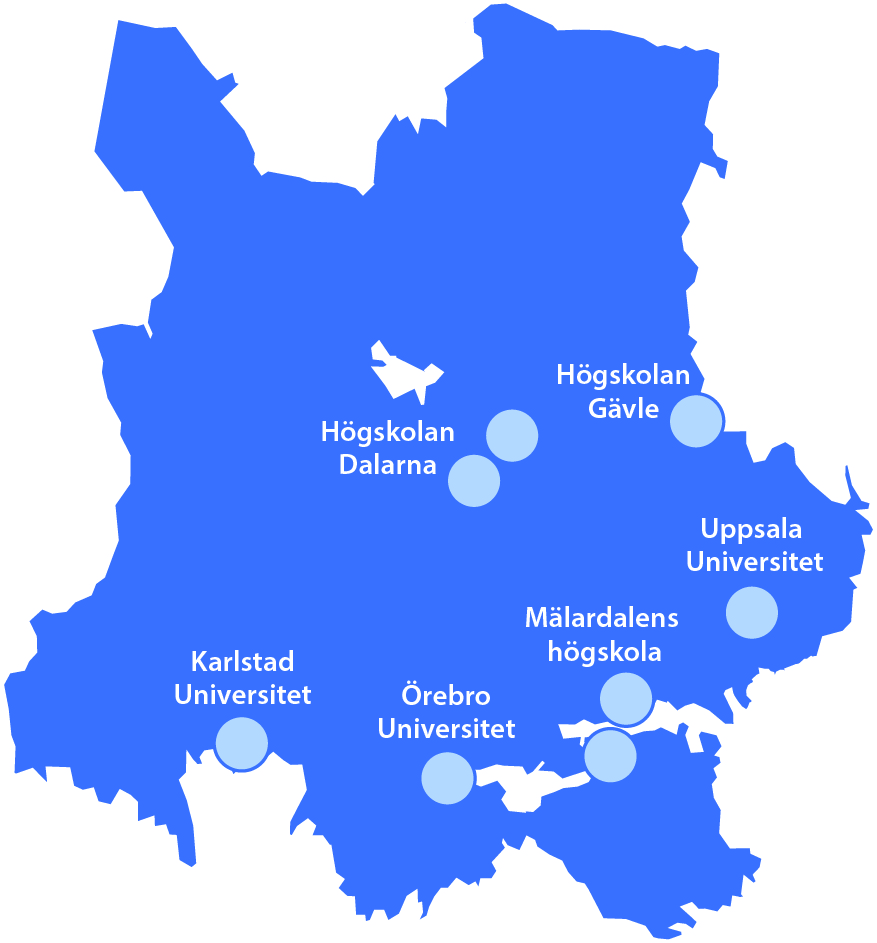 Högskolan
Gävle
Högskolan
Dalarna
Uppsala
Universitet
Mälardalens
högskola
Karlstad
Universitet
Örebro
Universitet